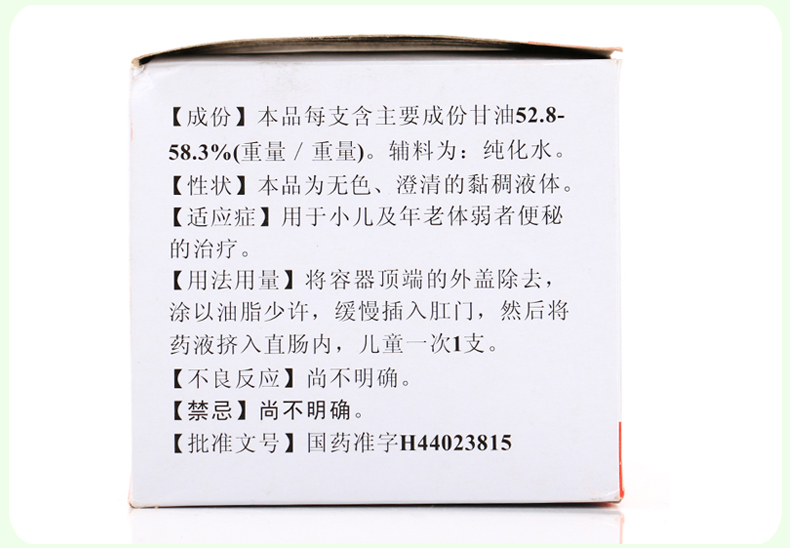 【成份】本品每支含主要成份甘油52.8-
58.3%(重量／重量)。辅料为：纯化水。
【性状】本品为无色、澄清的黏稠液体。
【适应症】用于小儿及年老体弱者便秘
的治疗。
【用法用量】将容器顶端的外盖除去，
涂以油脂少许，缓慢插入肛门，然后将
药液挤入直肠内，儿童一次1支。
【不良反应】尚不明确。
【禁忌】尚不明确。
【批准文号】国药准字H44023815